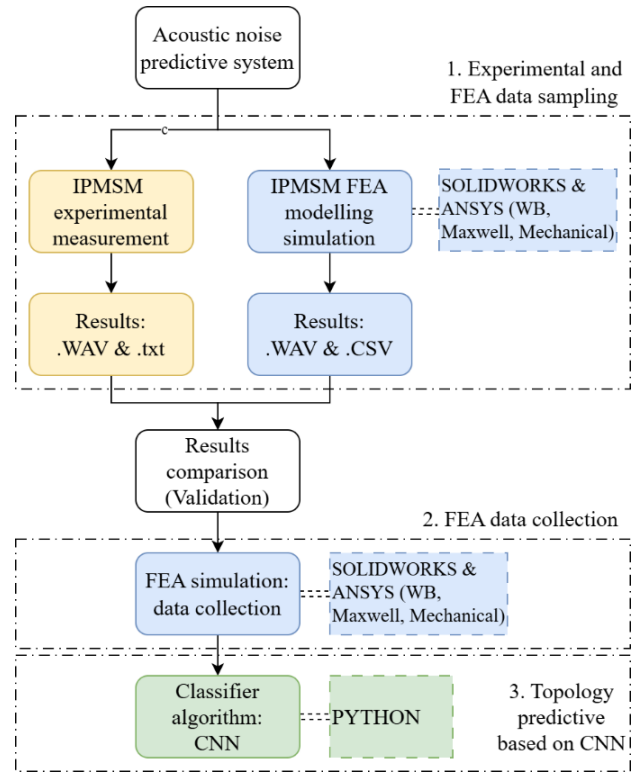 Acoustic noise
predictive system
1. Experimental and
FEA data sampling
c
IPMSM
experimental
measurement
IPMSM FEA
modelling
simulation
SOLIDWORKS &
ANSYS (WB,
Maxwell, Mechanical)
Results:
.WAV & .txt
Results:
.WAV & .CSV
Results
comparison
(Validation)
2. FEA data collection
FEA simulation:
data collection
SOLIDWORKS &
ANSYS (WB,
Maxwell, Mechanical)
Classifier
algorithm:
CNN
PYTHON
3. Topology
predictive
based on CNN